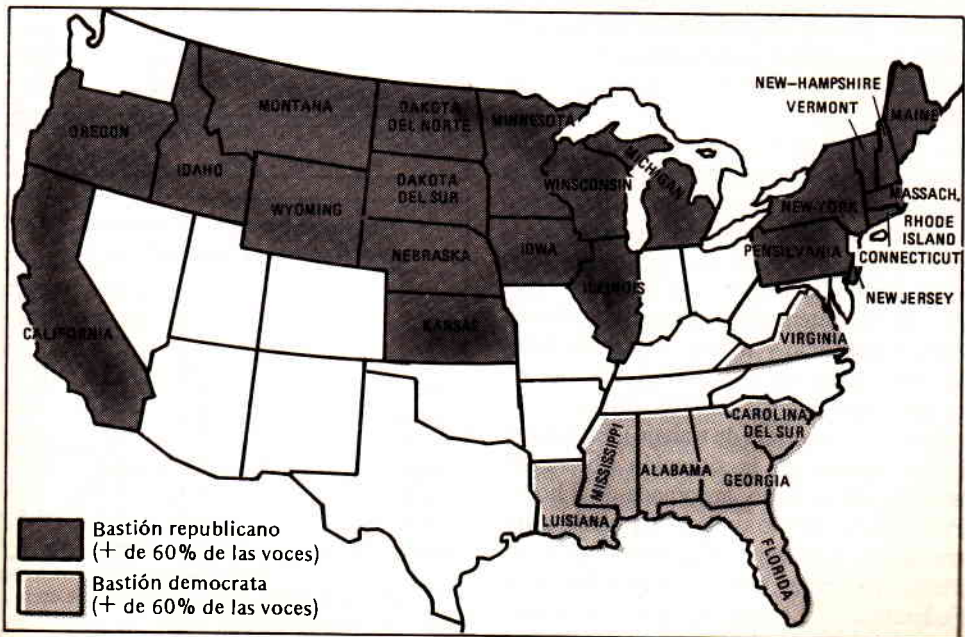 NEW-HAMPSHIRE
VERMONT
MAINE
MONTANA
DAKOTA
DEL NORTE
MINNESOTA
OREGON
IDAHO
MICHIGAN
DAKOTA
DEL SUR
WINSCONSIN
WYOMING
NEW-YORK
MASSACH,
RHODE
ISLAND
CONNECTICUT
NEBRASKA
IOWA
PENSILVANIA
ILLINOIS
NEW JERSEY
CALIFORNIA
KANSAS
VIRGINIA
CAROLINA
DEL SUR
MISSISSIPPI
ALABAMA
GEORGIA
LUISIANA
FLORIDA
Bastión republicano
(+ de 60% de las voces)
Bastión democrata
(+ de 60% de las voces)